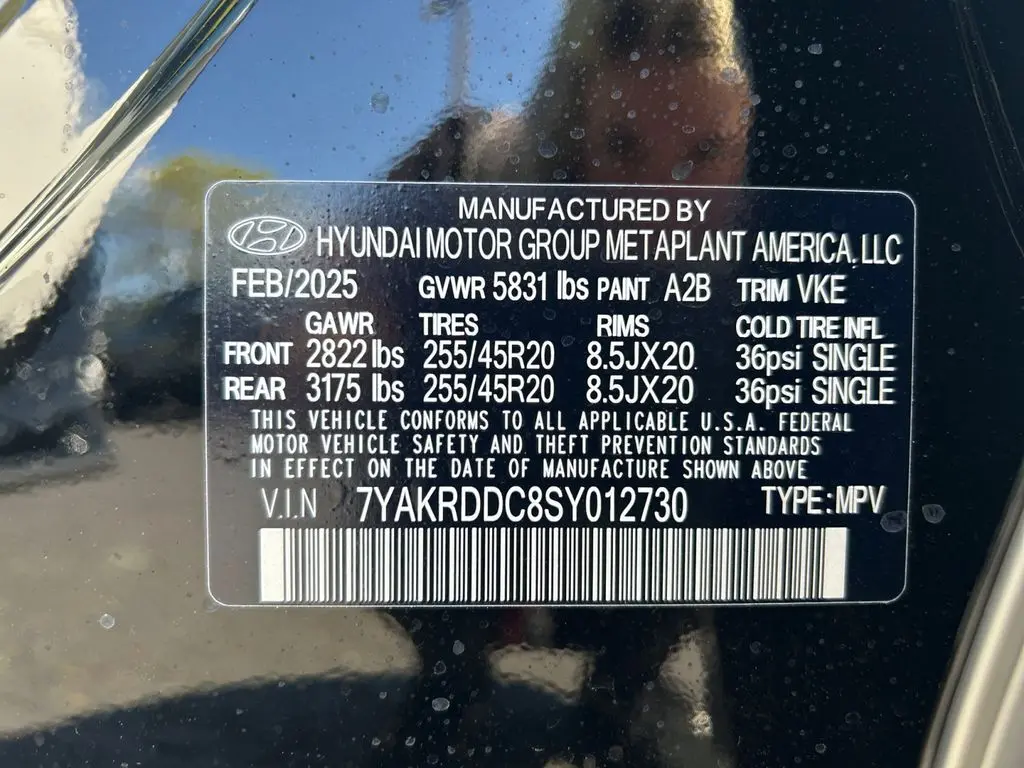 MANUFACTURED BY
HYUNDAI MOTOR GROUP METAPLANT AMERICA, LLC
FEB/2025 GVWR 5831 lbs PAINT A2B TRIM VKE
GAWR TIRES RIMS COLD TIRE INFL
FRONT 2822 lbs 255/45R20 8.5JX20 36psi SINGLE
REAR 3175 lbs 255/45R20 8.5JX20 36psi SINGLE
THIS VEHICLE CONFORMS TO ALL APPLICABLE U.S.A. FEDERAL
MOTOR VEHICLE SAFETY AND THEFT PREVENTION STANDARDS
IN EFFECT ON THE DATE OF MANUFACTURE SHOWN ABOVE
V.I.N 7YAKRDDC8SY012730 TYPE:MPV